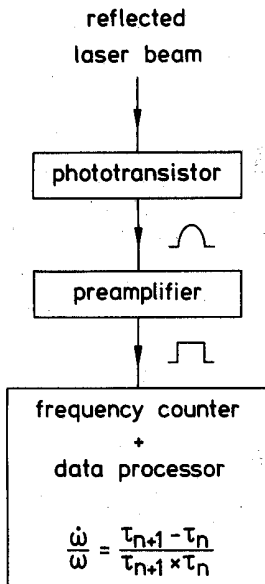 reflected
laser beam
phototransistor
preamplifier
frequency counter
+
data processor
ω̇/ω = (τn+1 - τn)/(τn+1 × τn)